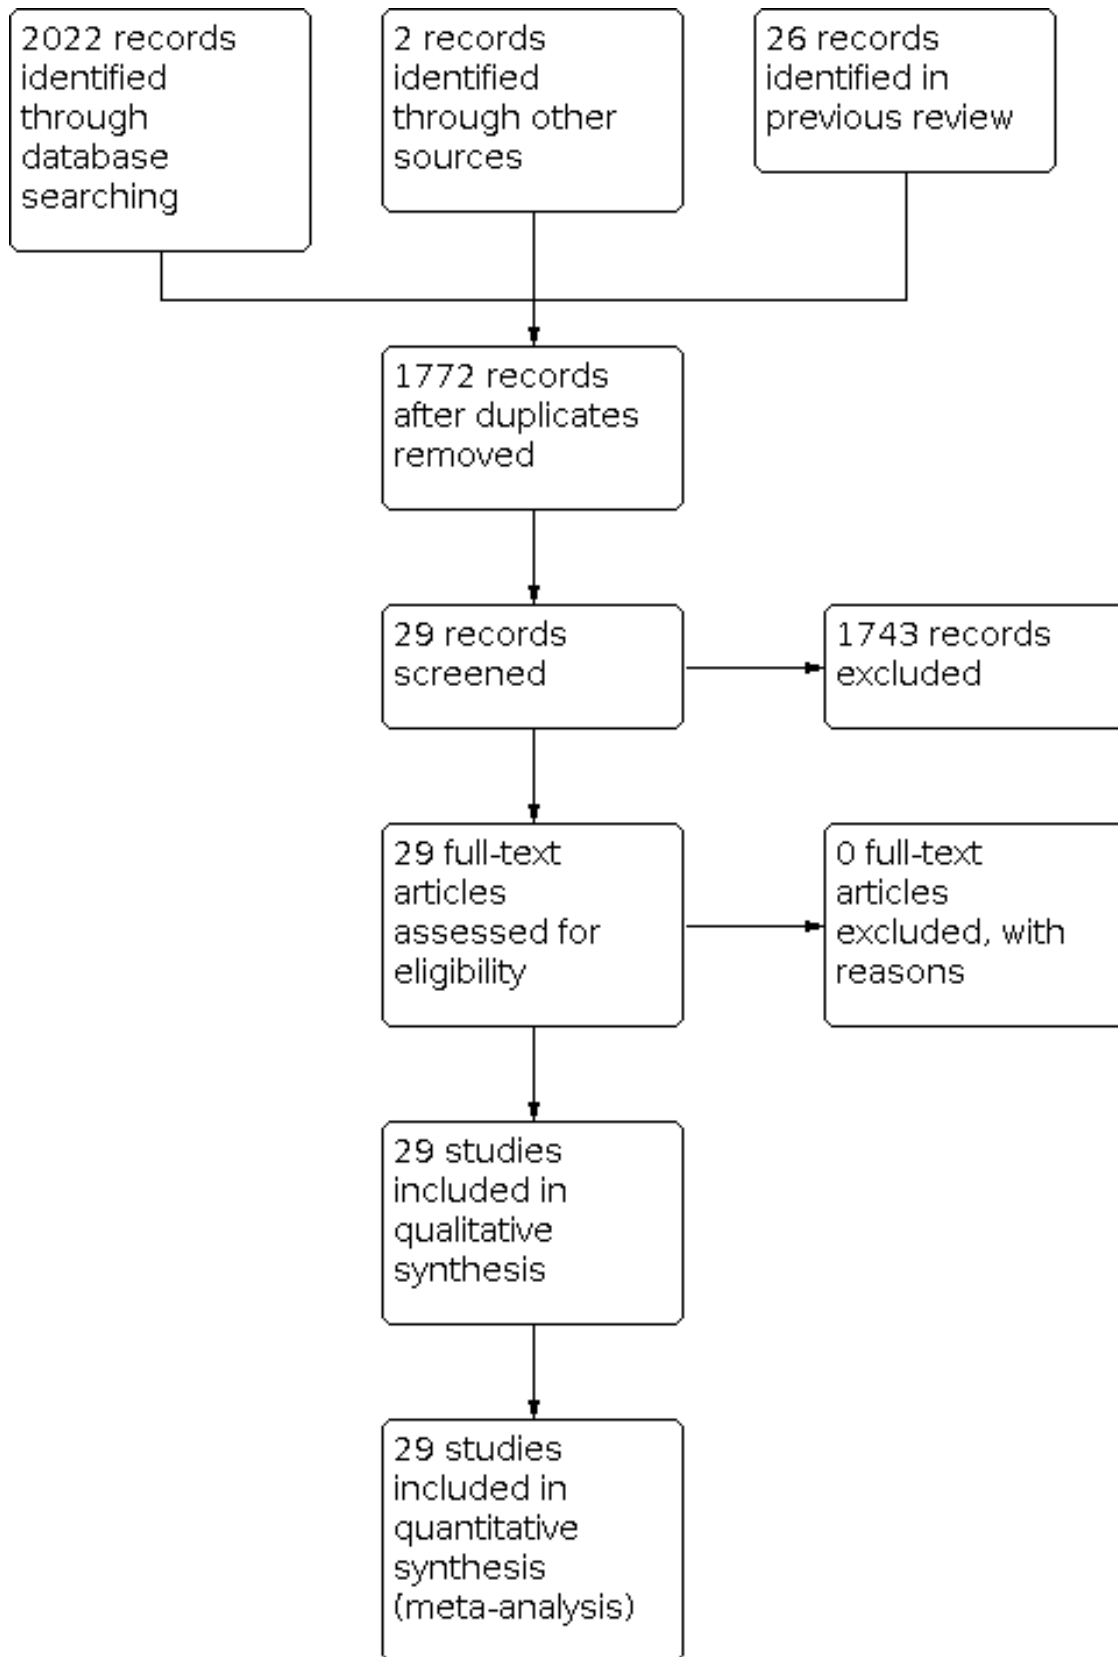 2022 records
identified
through
database
searching
2 records
identified
through other
sources
26 records
identified in
previous review
1772 records
after duplicates
removed
29 records
screened
1743 records
excluded
29 full-text
articles
assessed for
eligibility
0 full-text
articles
excluded, with
reasons
29 studies
included in
qualitative
synthesis
29 studies
included in
quantitative
synthesis
(meta-analysis)